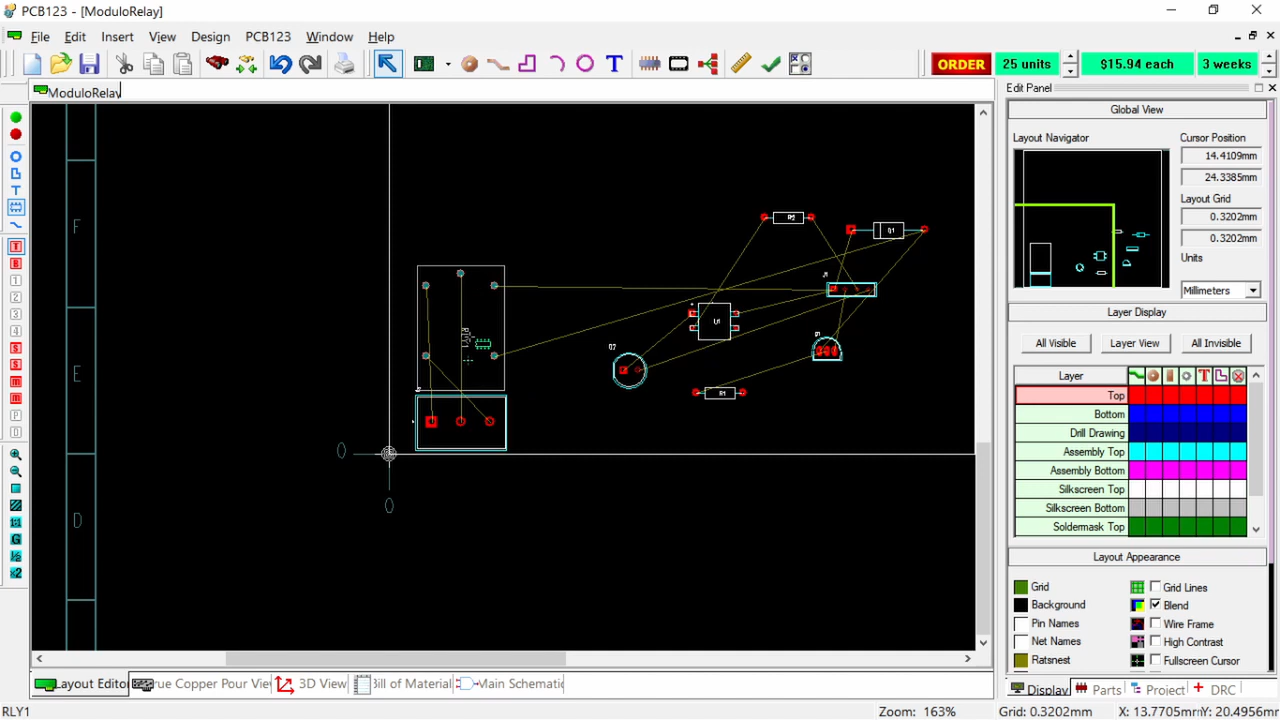 PCB123 - [ModuloRelay]
File Edit Insert View Design PCB123 Window Help
ORDER 25 units $15.94 each 3 weeks
ModuloRelay
Edit Panel
Global View
Layout Navigator
Cursor Position
14.4109mm
24.3385mm
Layout Grid
0.3202mm
0.3202mm
Units
Millimeters
Layer Display
All Visible Layer View All Invisible
Layer
Top
Bottom
Drill Drawing
Assembly Top
Assembly Bottom
Silkscreen Top
Silkscreen Bottom
Soldermask Top
Layout Appearance
Grid Grid Lines
Background Blend
Pin Names Wire Frame
Net Names High Contrast
Ratsnest Fullscreen Cursor
F
E
D
0
0
RLY1
U1
R1
Layout Editor rue Copper Pour Vie 3D View Bill of Material Main Schematic
Display Parts Project DRC
RLY1 Zoom: 163% Grid: 0.3202mm X: 13.7705mm Y: 20.4956mm